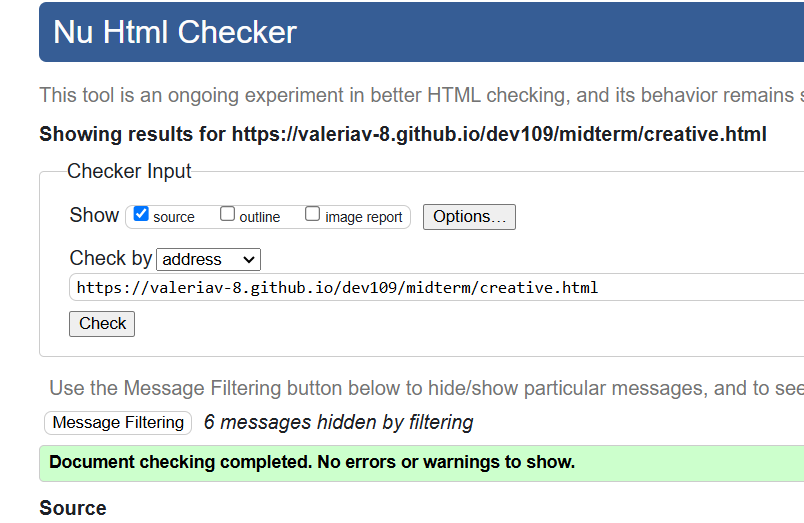 Nu Html Checker
This tool is an ongoing experiment in better HTML checking, and its behavior remains
Showing results for https://valeriav-8.github.io/dev109/midterm/creative.html
Checker Input
Show source outline image report Options...
Check by address
https://valeriav-8.github.io/dev109/midterm/creative.html
Check
Use the Message Filtering button below to hide/show particular messages, and to see
Message Filtering 6 messages hidden by filtering
Document checking completed. No errors or warnings to show.
Source